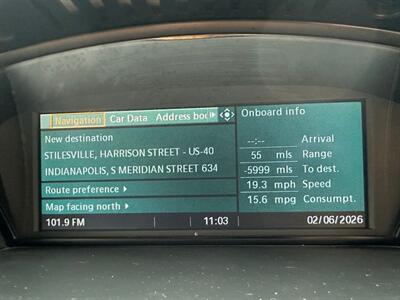 Navigation Car Data Address boo
New destination
STILESVILLE, HARRISON STREET - US-40
INDIANAPOLIS, S MERIDIAN STREET 634
Route preference
Map facing north
Onboard info
--:-- Arrival
55 mls Range
-5999 mls To dest.
19.3 mph Speed
15.6 mpg Consumpt.
101.9 FM 11:03 02/06/2026